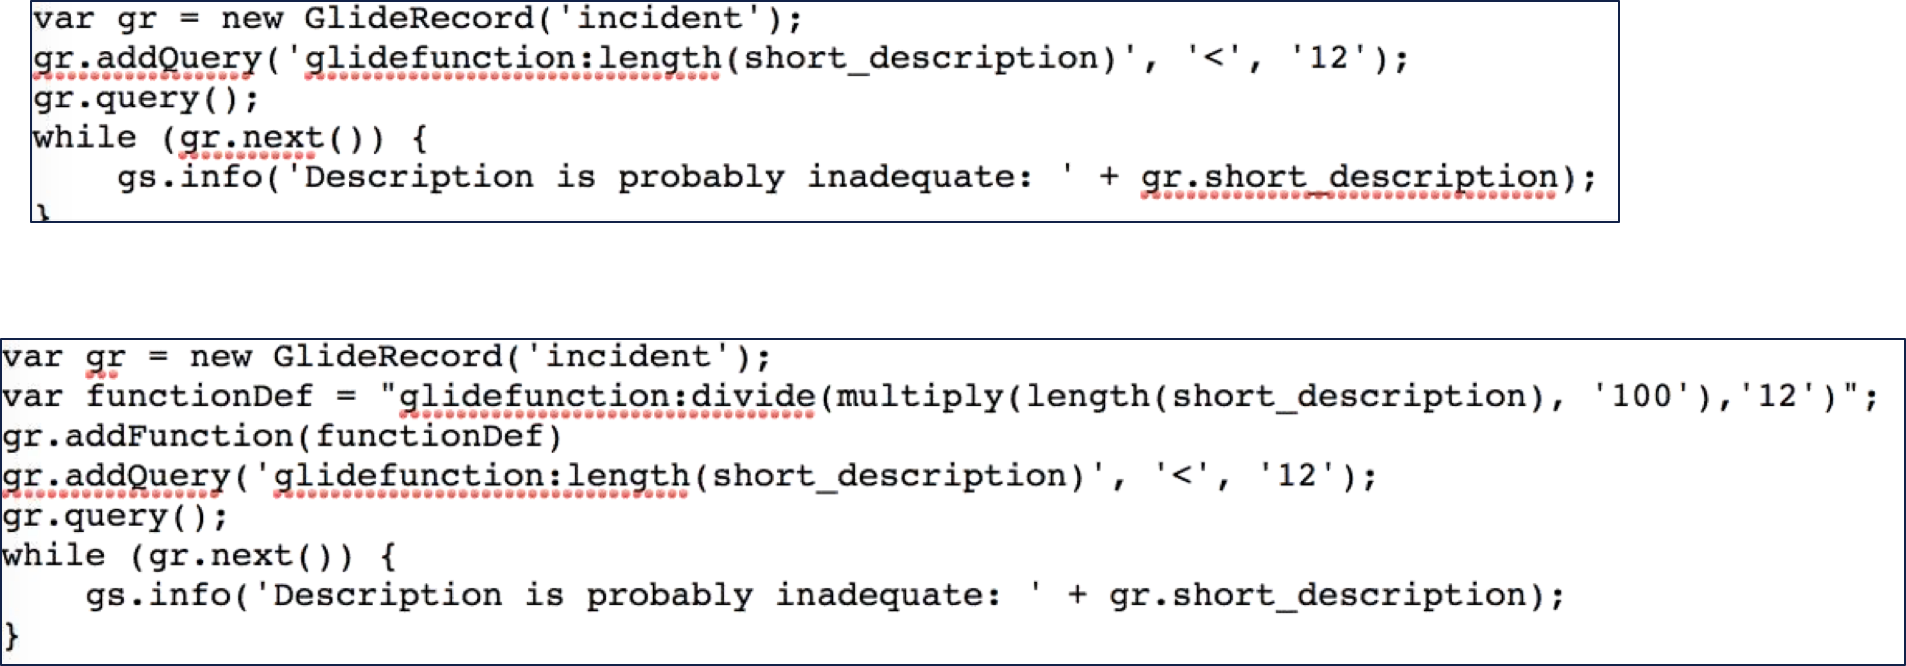 var gr = new GlideRecord('incident');
gr.addQuery('glidefunction:length(short_description)', '<', '12');
gr.query();
while (gr.next()) {
    gs.info('Description is probably inadequate: ' + gr.short_description);
}
var gr = new GlideRecord('incident');
var functionDef = "glidefunction:divide(multiply(length(short_description), '100'),'12')";
gr.addFunction(functionDef)
gr.addQuery('glidefunction:length(short_description)', '<', '12');
gr.query();
while (gr.next()) {
    gs.info('Description is probably inadequate: ' + gr.short_description);
}